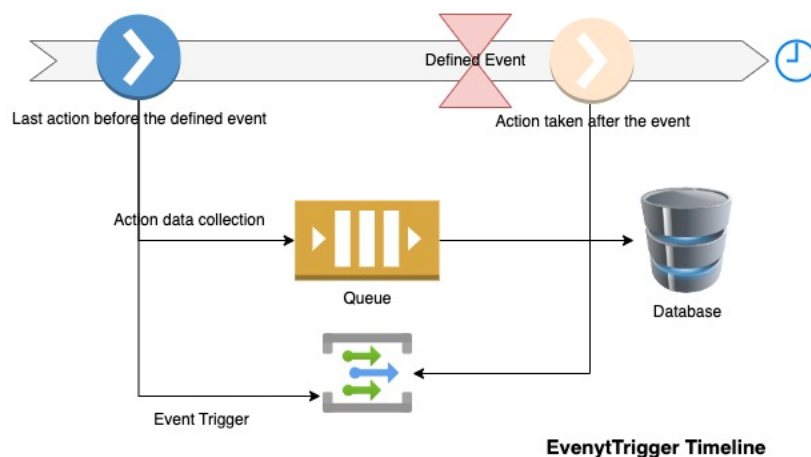 Defined Event
Last action before the defined event
Action taken after the event
Action data collection
Queue
Database
Event Trigger
EvenytTrigger Timeline